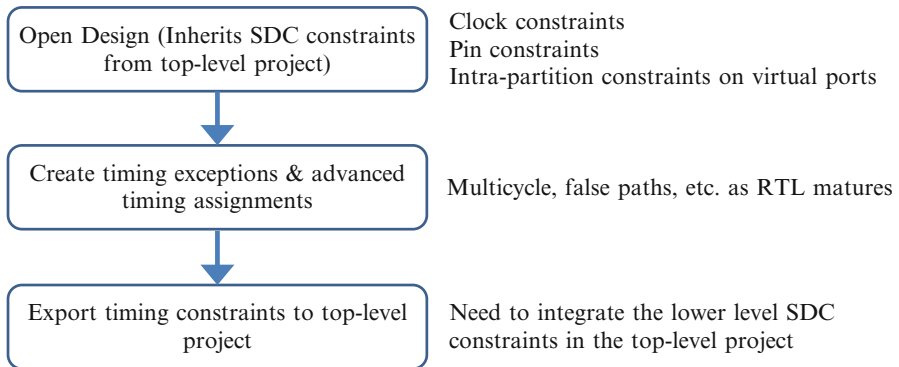 Open Design (Inherits SDC constraints
from top-level project)
Clock constraints
Pin constraints
Intra-partition constraints on virtual ports
Create timing exceptions & advanced
timing assignments
Multicycle, false paths, etc. as RTL matures
Export timing constraints to top-level
project
Need to integrate the lower level SDC
constraints in the top-level project